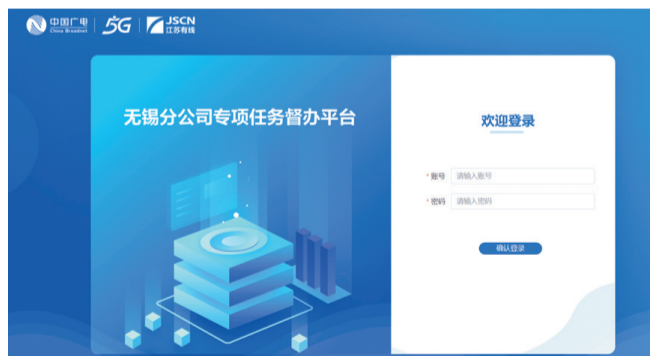 中国广电
China Broadnet
5G
JSCN
江苏有线
无锡分公司专项任务督办平台
欢迎登录
* 账号 请输入账号
* 密码 请输入密码
确认登录